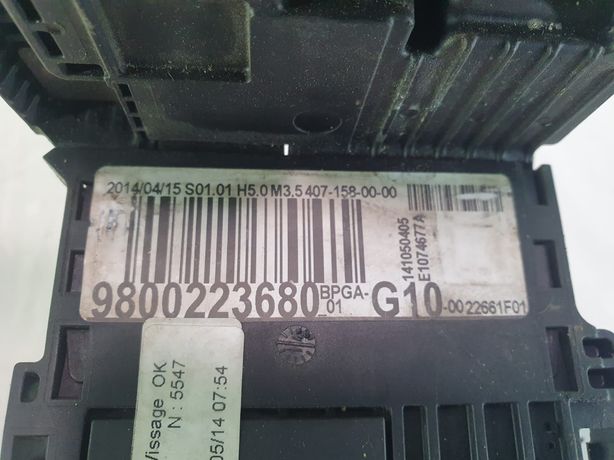 2014/04/15 S01.01 H5.0 M3.5 407-158-00-00
9800223680 BPGA-_01 G10-00 22661F01
141050405
E1074677A
Vissage OK
N : 5547
05/14 07:54